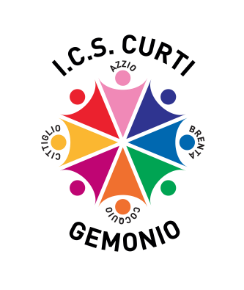 I.C.S. CURTI
AZZIO
CITTIGLIO
BRENTA
COCQUIO
GEMONIO